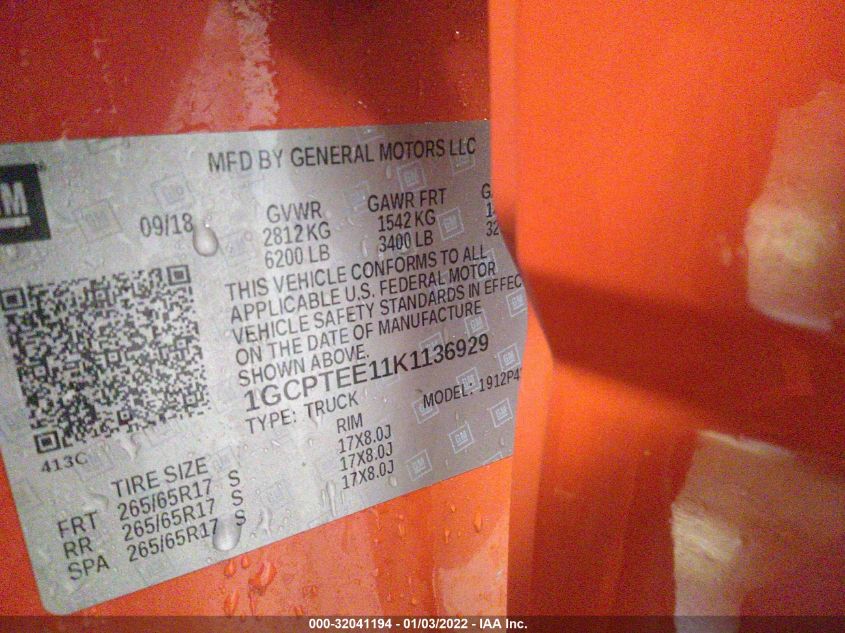 GM
MFD BY GENERAL MOTORS LLC
09/18
GVWR GAWR FRT
2812 KG 1542 KG
6200 LB 3400 LB
THIS VEHICLE CONFORMS TO ALL
APPLICABLE U.S. FEDERAL MOTOR
VEHICLE SAFETY STANDARDS IN EFFEC
ON THE DATE OF MANUFACTURE
SHOWN ABOVE.
1GCPTEE11K1136929
TYPE: TRUCK MODEL: 1912P4
413C
TIRE SIZE RIM
FRT 265/65R17 S 17X8.0J
RR 265/65R17 S 17X8.0J
SPA 265/65R17 S 17X8.0J
000-32041194 - 01/03/2022 - IAA Inc.